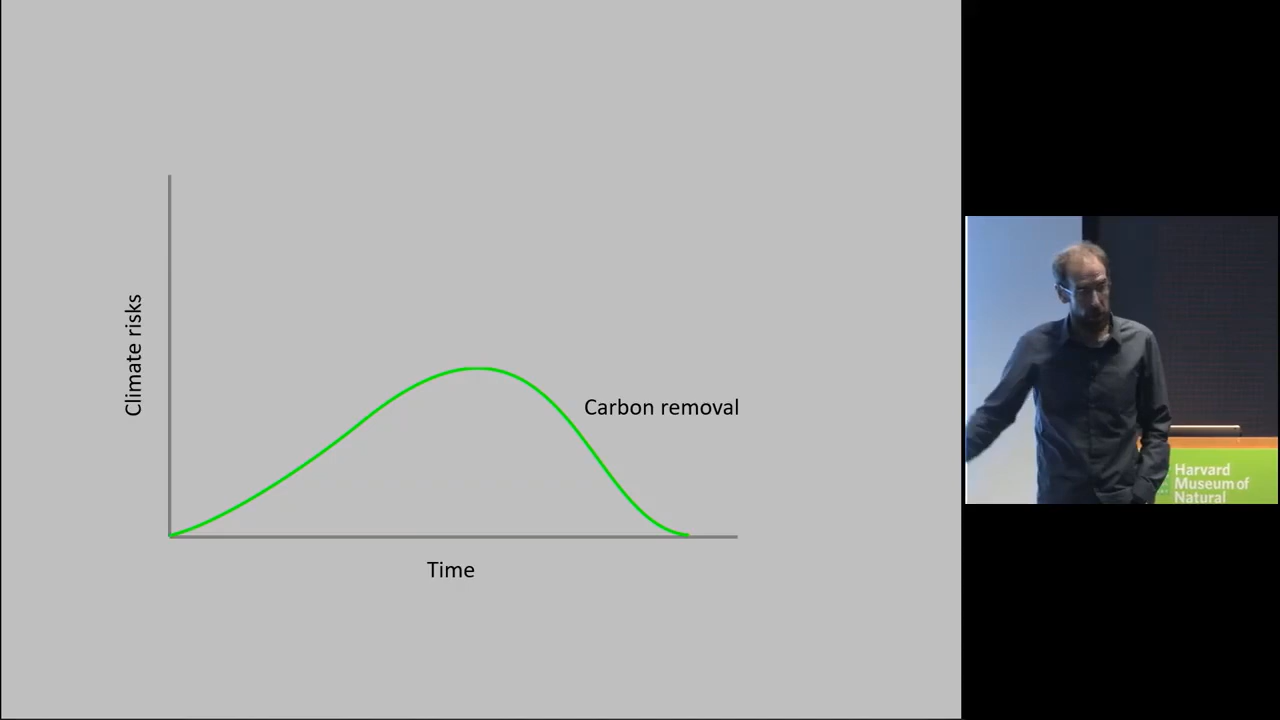 Climate risks
Carbon removal
Time
Harvard
Museum of
Natural